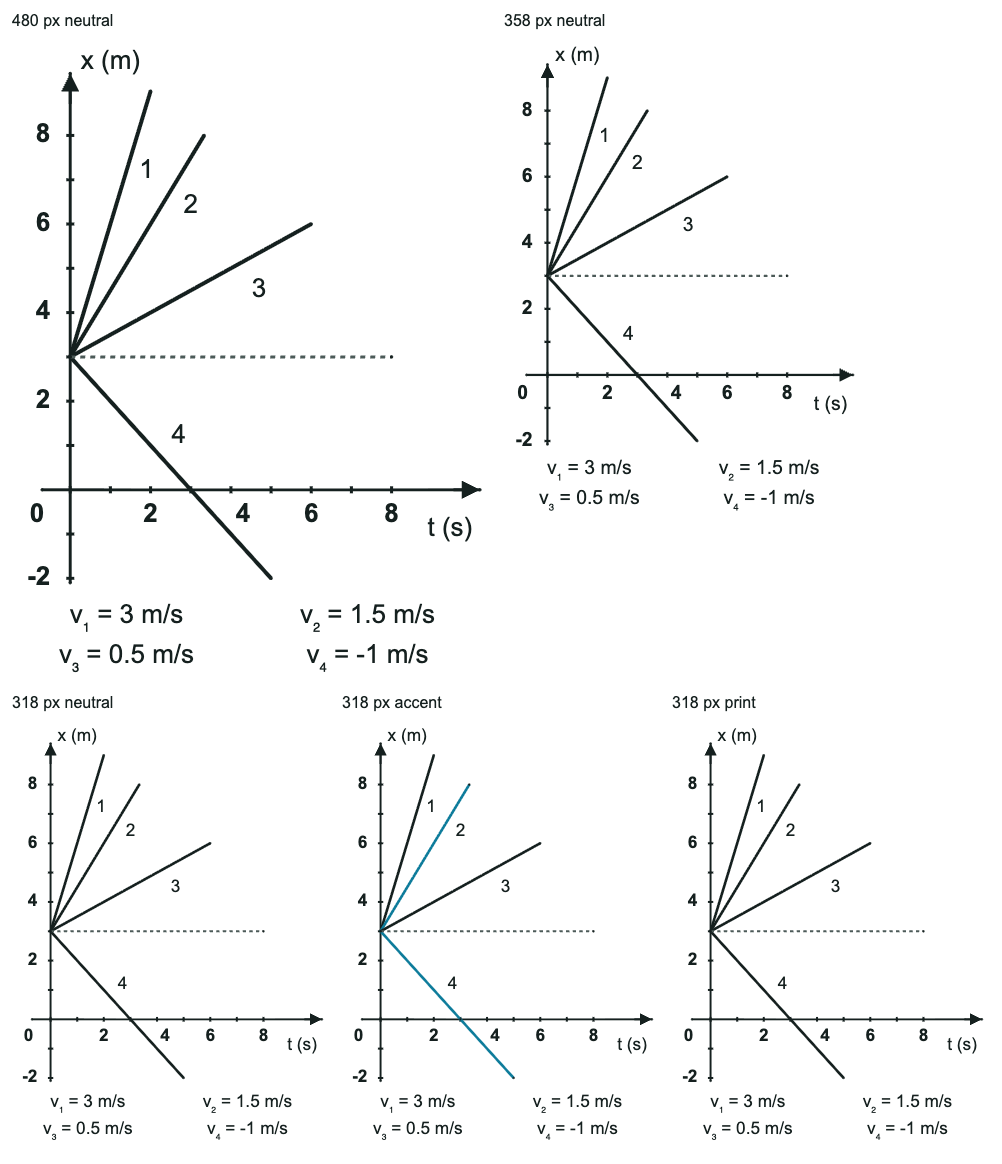 480 px neutral
x (m)
8
1
2
6
3
4
2
4
0
2
4
6
8
t (s)
-2
v₁ = 3 m/s
v₂ = 1.5 m/s
v₃ = 0.5 m/s
v₄ = -1 m/s
358 px neutral
x (m)
8
1
2
6
3
4
2
4
0
2
4
6
8
t (s)
-2
v₁ = 3 m/s
v₂ = 1.5 m/s
v₃ = 0.5 m/s
v₄ = -1 m/s
318 px neutral
x (m)
8
1
2
6
3
4
2
4
0
2
4
6
8
t (s)
-2
v₁ = 3 m/s
v₂ = 1.5 m/s
v₃ = 0.5 m/s
v₄ = -1 m/s
318 px accent
x (m)
8
1
2
6
3
4
2
4
0
2
4
6
8
t (s)
-2
v₁ = 3 m/s
v₂ = 1.5 m/s
v₃ = 0.5 m/s
v₄ = -1 m/s
318 px print
x (m)
8
1
2
6
3
4
2
4
0
2
4
6
8
t (s)
-2
v₁ = 3 m/s
v₂ = 1.5 m/s
v₃ = 0.5 m/s
v₄ = -1 m/s